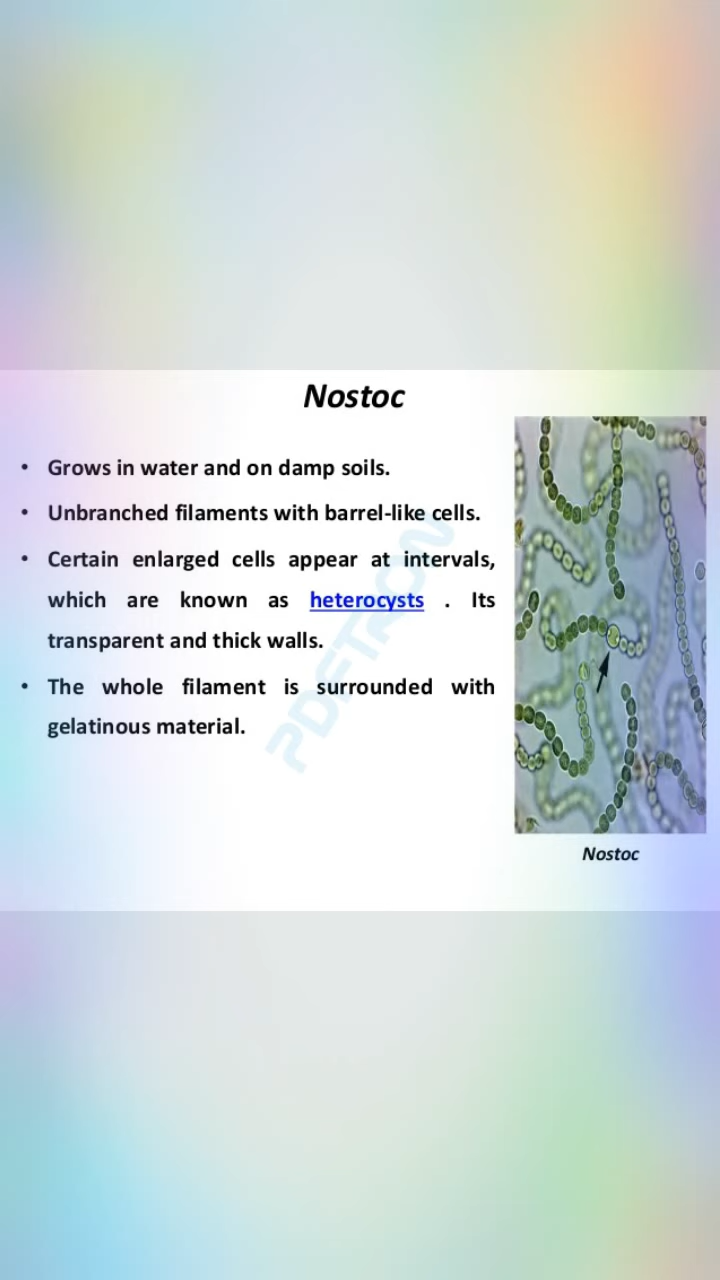 Nostoc
• Grows in water and on damp soils.
• Unbranched filaments with barrel-like cells.
• Certain enlarged cells appear at intervals,
which are known as heterocysts . Its
transparent and thick walls.
• The whole filament is surrounded with
gelatinous material.
PDFTRON
Nostoc